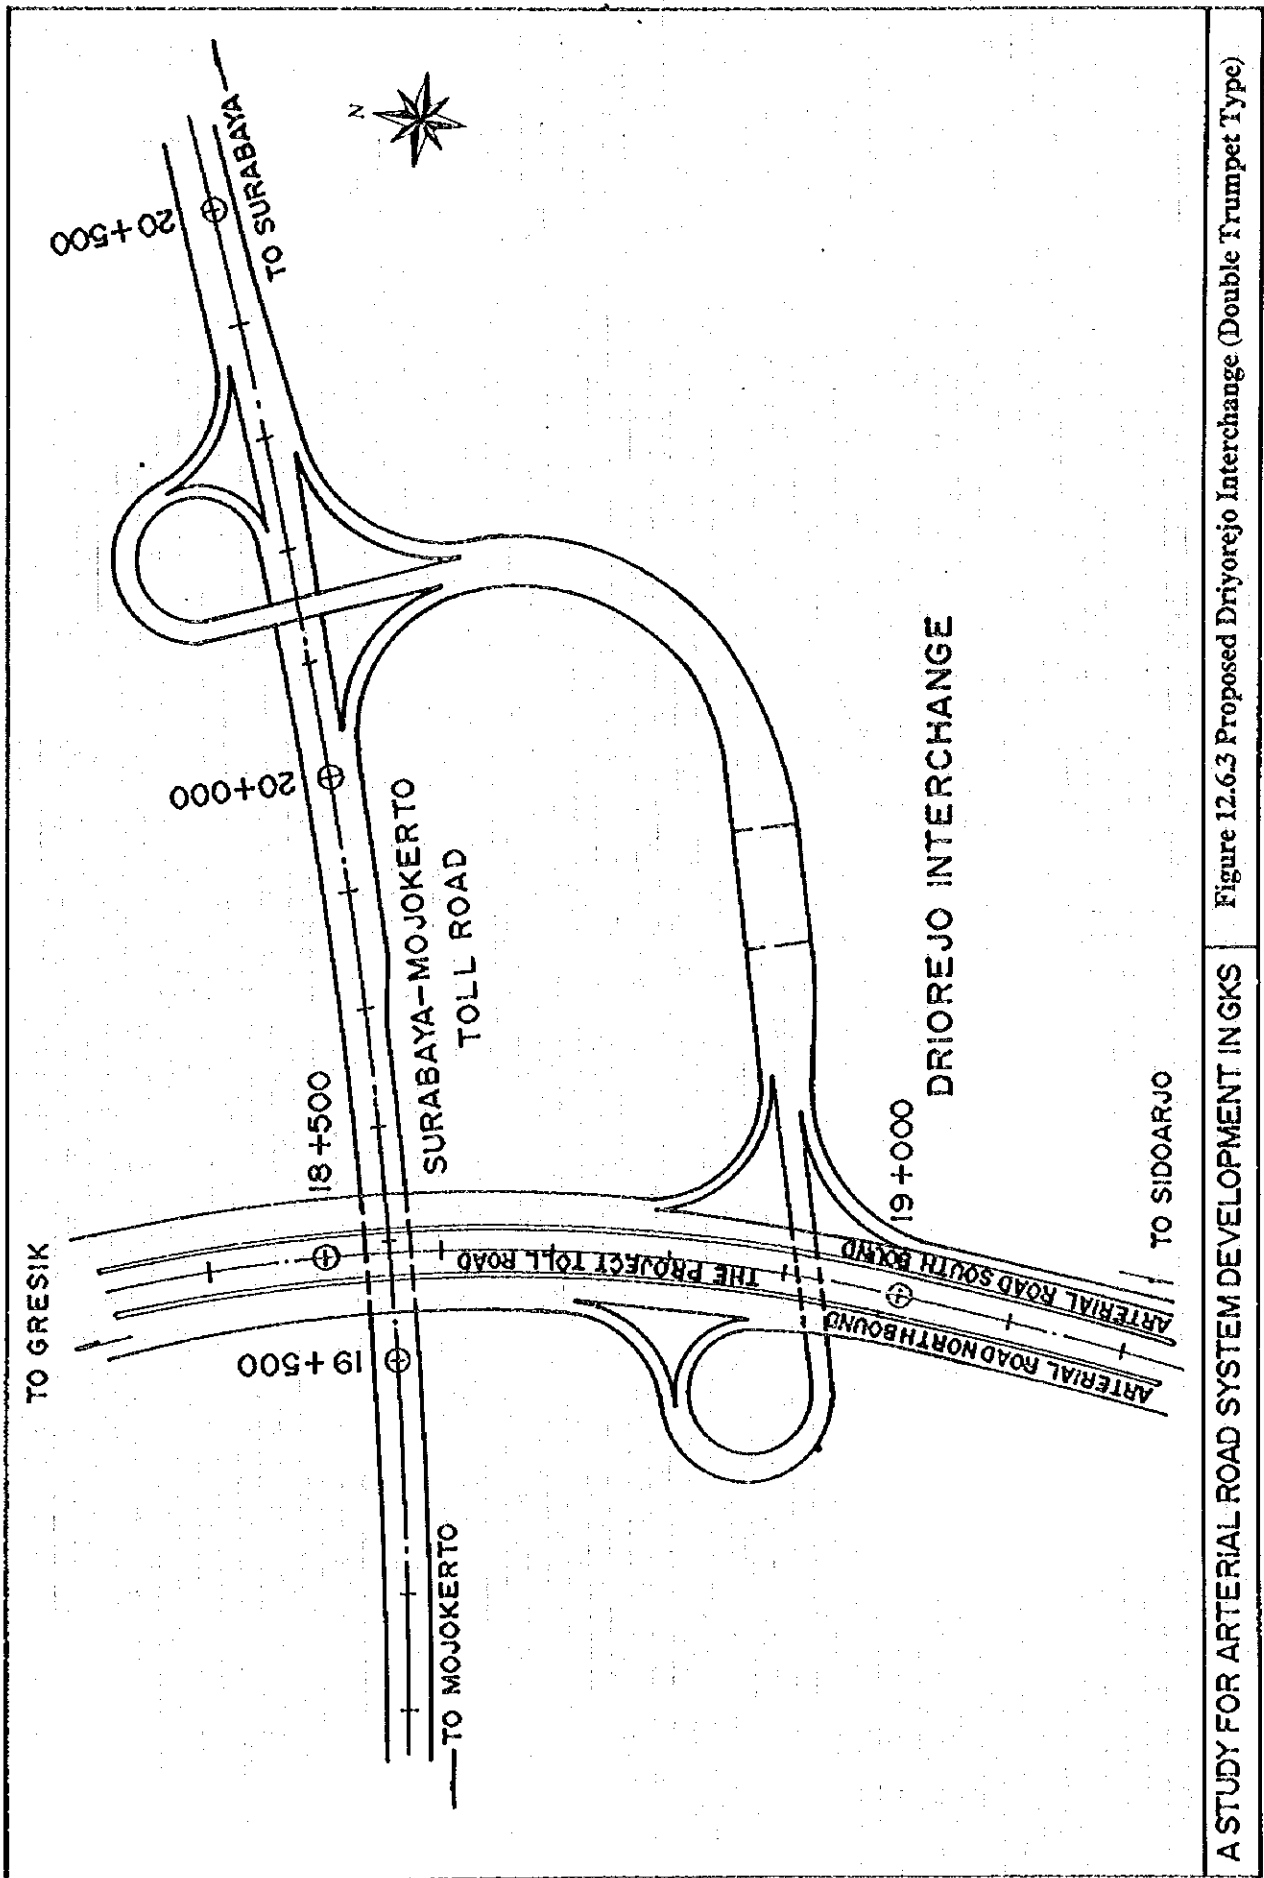 TO GRESIK
N
20+500
TO SURABAYA
20+000
18+500
19+500
SURABAYA-MOJOKERTO
TOLL ROAD
TO MOJOKERTO
THE PROJECT TOLL ROAD
ARTERIAL ROAD SOUTH BOUND
ARTERIAL ROAD NORTHBOUND
19+000
DRIOREJO INTERCHANGE
TO SIDOARJO
A STUDY FOR ARTERIAL ROAD SYSTEM DEVELOPMENT IN GKS
Figure 12.6.3 Proposed Driyorejo Interchange (Double Trumpet Type)